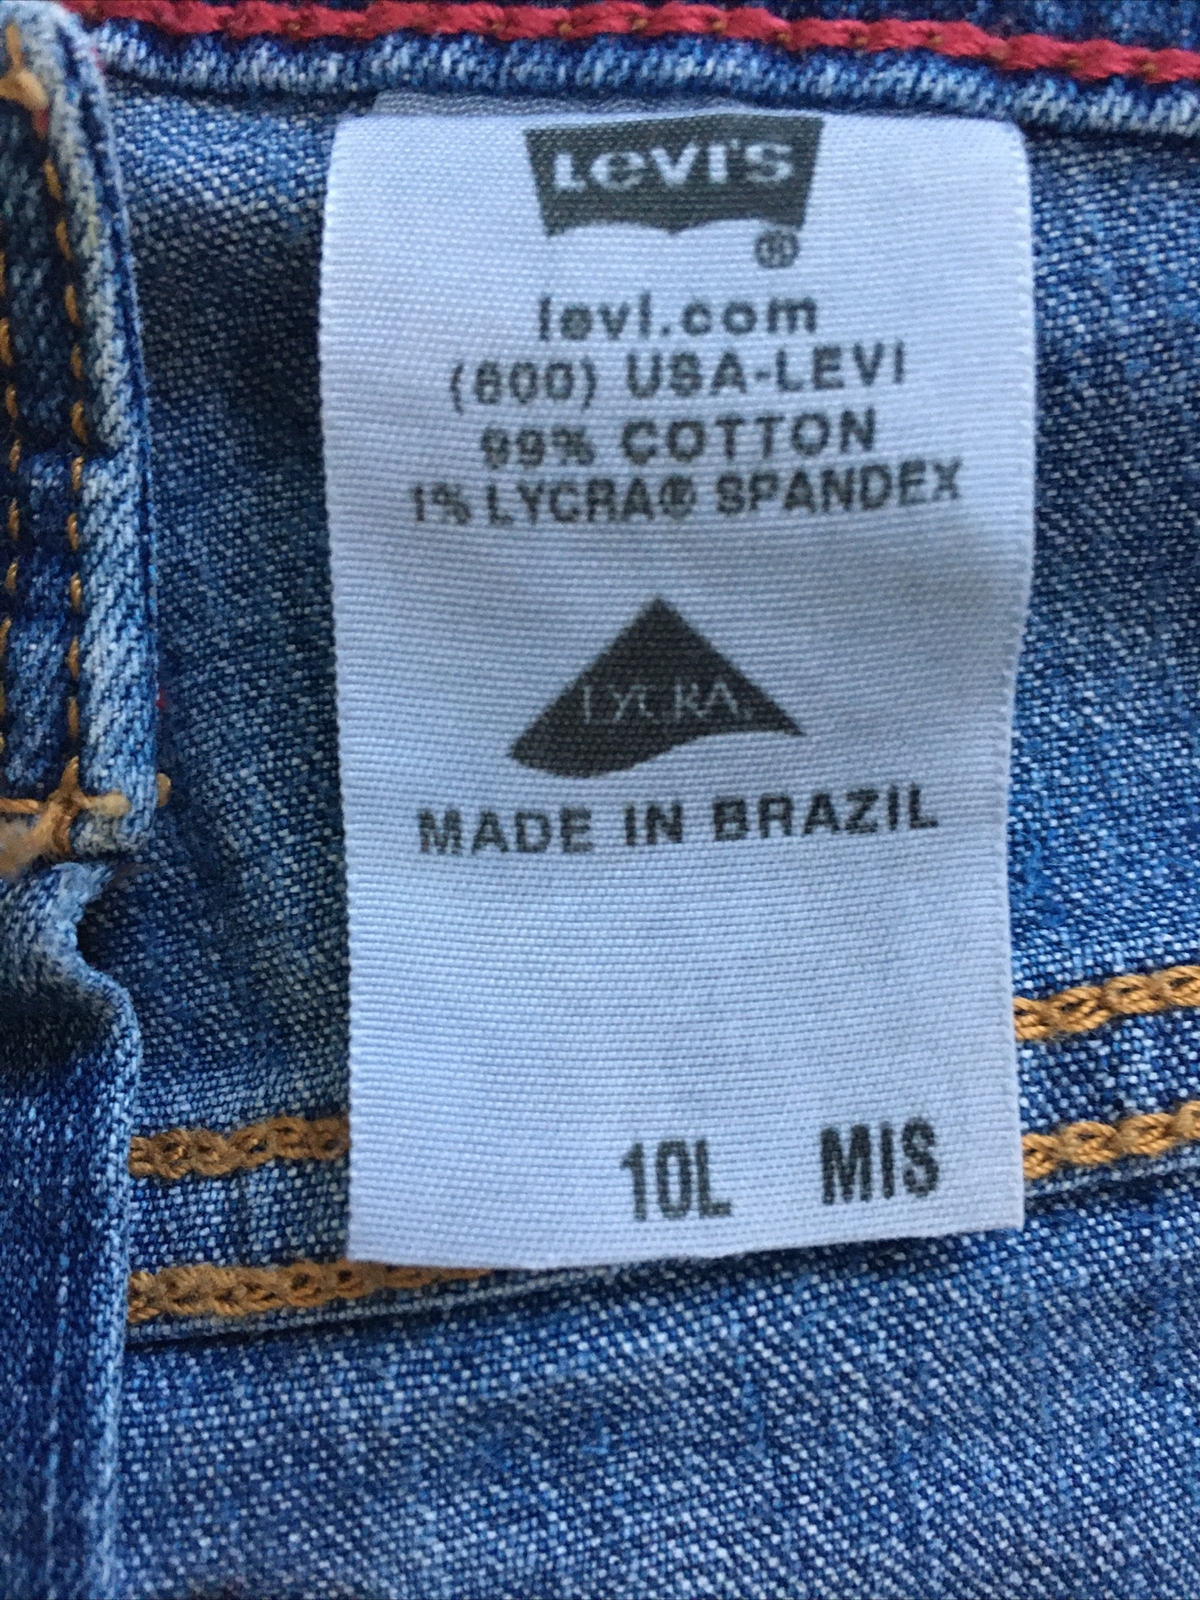 LEVI'S
®
levi.com
(800) USA-LEVI
99% COTTON
1% LYCRA® SPANDEX
LYCRA.
MADE IN BRAZIL
10L MIS